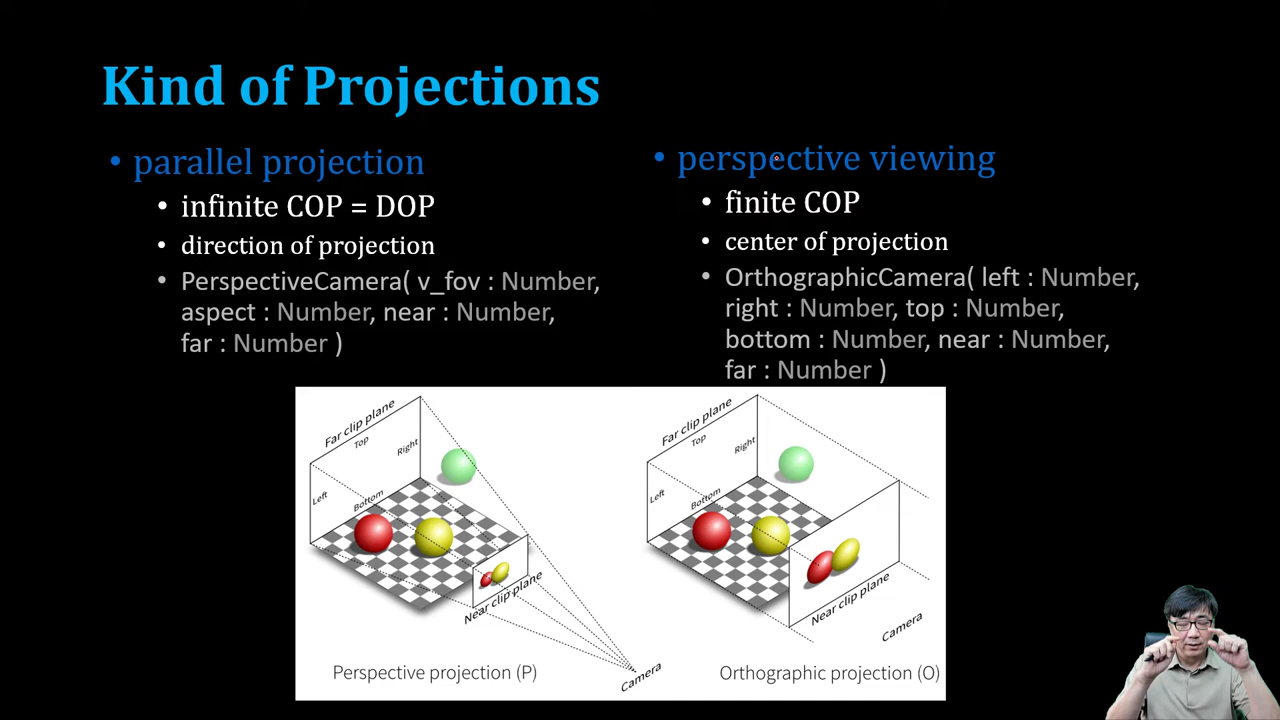 Kind of Projections
• parallel projection
• infinite COP = DOP
• direction of projection
• PerspectiveCamera( v_fov : Number,
aspect : Number, near : Number,
far : Number )
• perspective viewing
• finite COP
• center of projection
• OrthographicCamera( left : Number,
right : Number, top : Number,
bottom : Number, near : Number,
far : Number )
Far clip plane
Top
Right
Left
Bottom
Near clip plane
Camera
Perspective projection (P)
Far clip plane
Top
Right
Left
Bottom
Near clip plane
Camera
Orthographic projection (O)